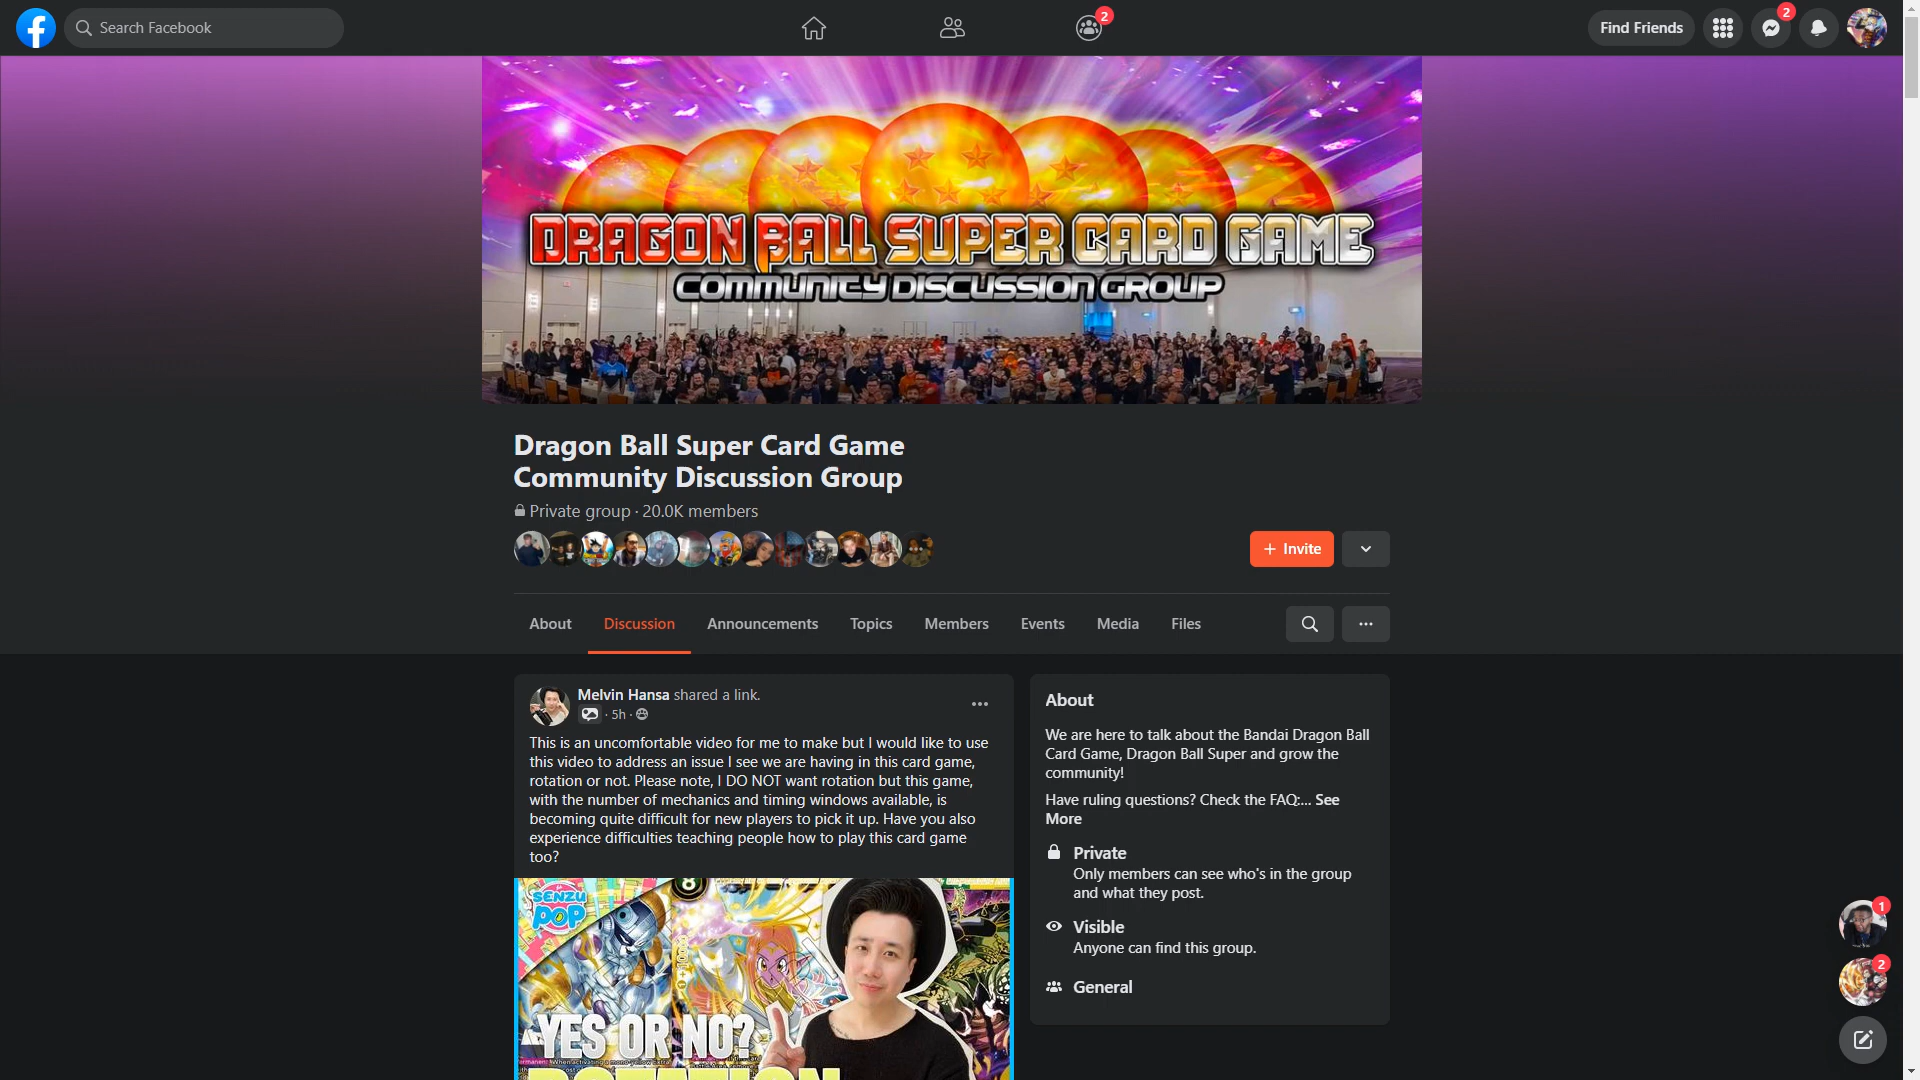 Search Facebook
2
Find Friends
2
DRAGON BALL SUPER CARD GAME
COMMUNITY DISCUSSION GROUP
Dragon Ball Super Card Game
Community Discussion Group
Private group · 20.0K members
+ Invite
About
Discussion
Announcements
Topics
Members
Events
Media
Files
Melvin Hansa shared a link.
· 5h ·
This is an uncomfortable video for me to make but I would like to use
this video to address an issue I see we are having in this card game,
rotation or not. Please note, I DO NOT want rotation but this game,
with the number of mechanics and timing windows available, is
becoming quite difficult for new players to pick it up. Have you also
experience difficulties teaching people how to play this card game
too?
SENZU
POP
8
YES OR NO?
ROTATION
About
We are here to talk about the Bandai Dragon Ball
Card Game, Dragon Ball Super and grow the
community!
Have ruling questions? Check the FAQ:... See
More
Private
Only members can see who's in the group
and what they post.
Visible
Anyone can find this group.
General
1
2